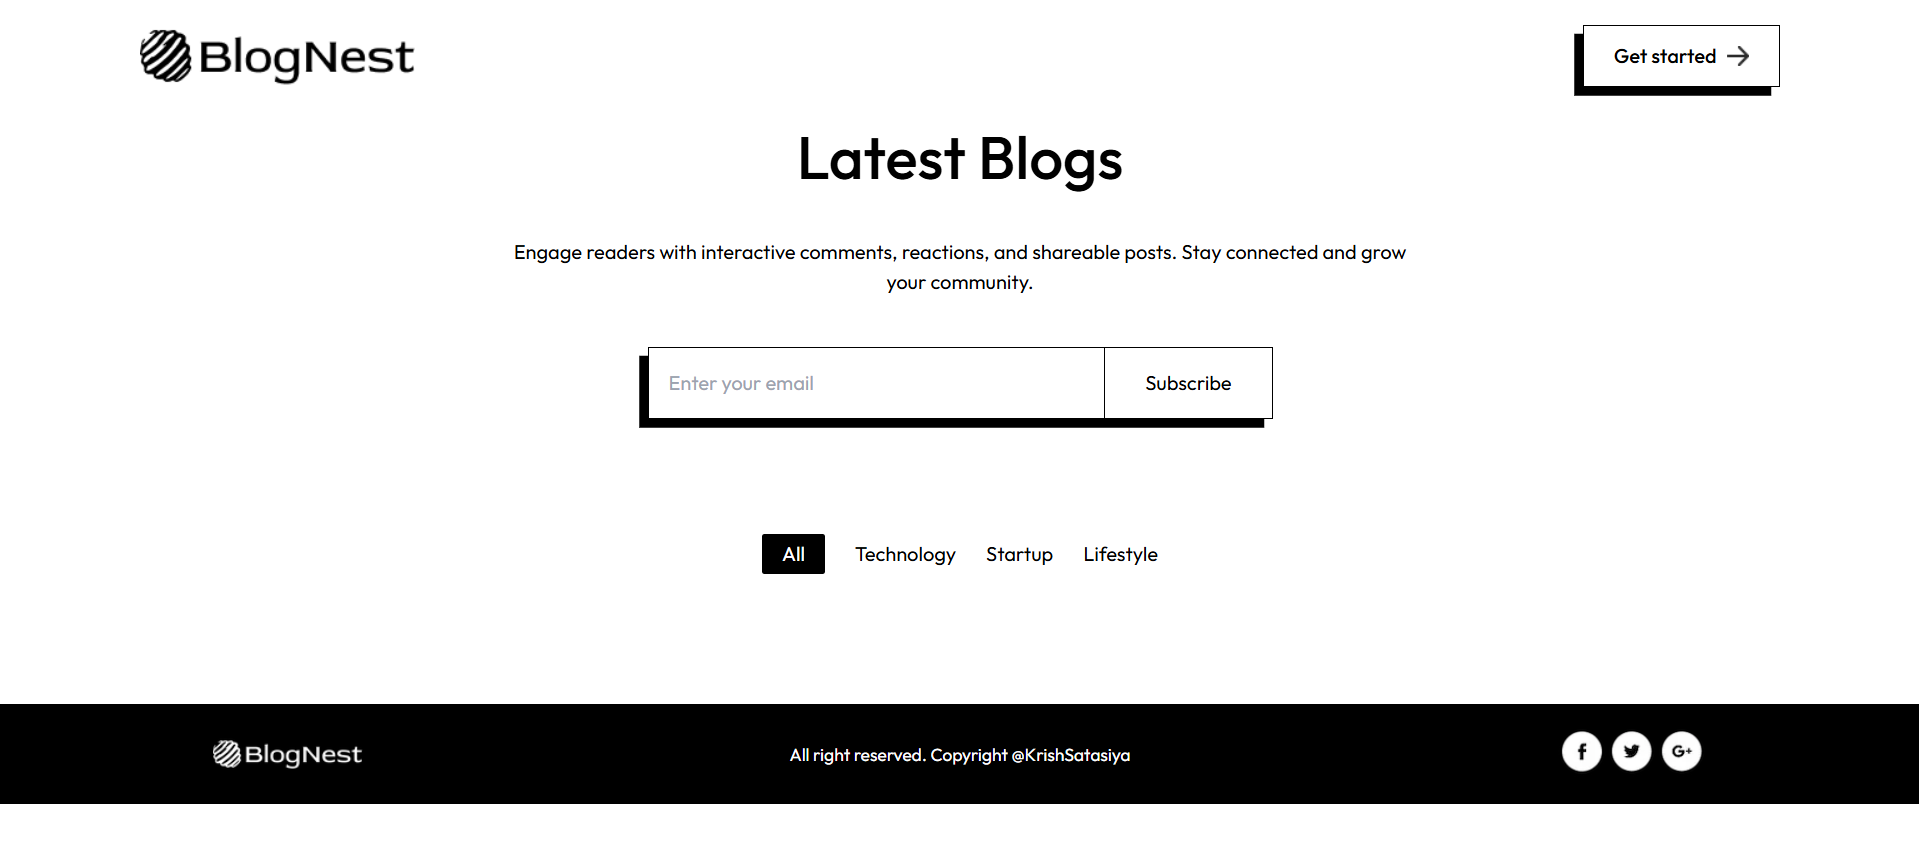 BlogNest
Get started
Latest Blogs
Engage readers with interactive comments, reactions, and shareable posts. Stay connected and grow
your community.
Enter your email
Subscribe
All
Technology
Startup
Lifestyle
BlogNest
All right reserved. Copyright @KrishSatasiya
f
G+